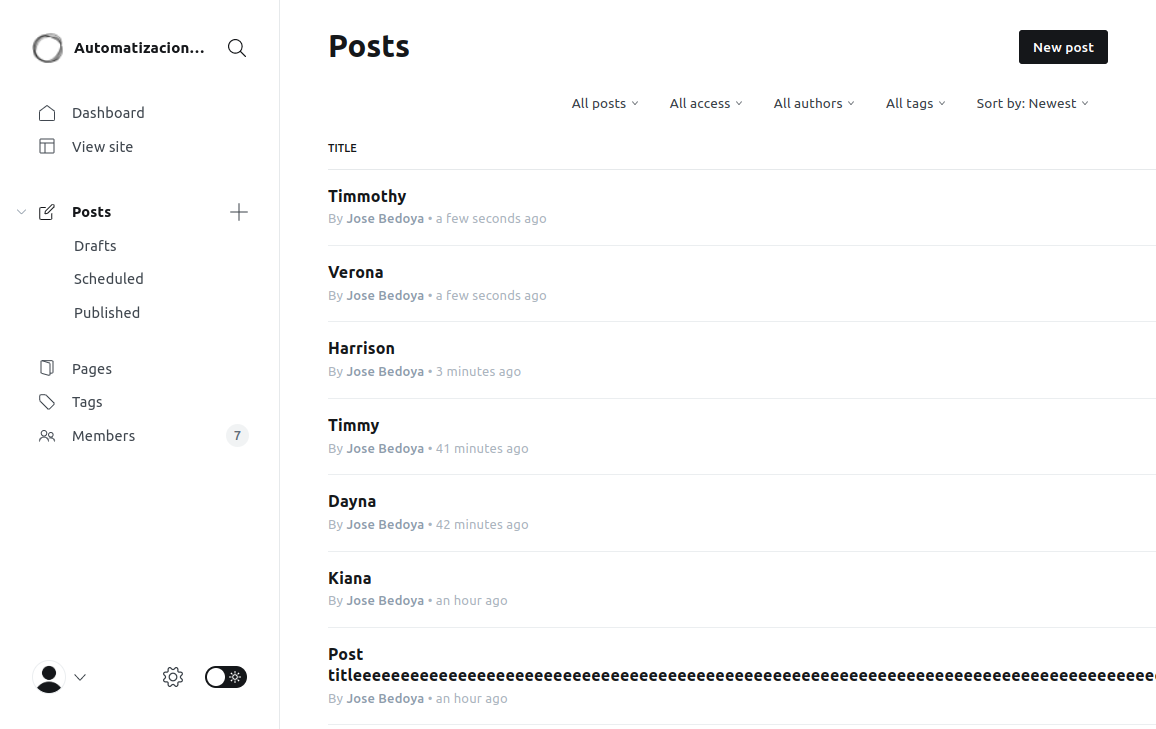 Automatizacion...
Dashboard
View site
Posts
Drafts
Scheduled
Published
Pages
Tags
Members 7
Posts
New post
All posts All access All authors All tags Sort by: Newest
TITLE
Timmothy
By Jose Bedoya • a few seconds ago
Verona
By Jose Bedoya • a few seconds ago
Harrison
By Jose Bedoya • 3 minutes ago
Timmy
By Jose Bedoya • 41 minutes ago
Dayna
By Jose Bedoya • 42 minutes ago
Kiana
By Jose Bedoya • an hour ago
Post
titleeeeeeeeeeeeeeeeeeeeeeeeeeeeeeeeeeeeeeeeeeeeeeeeeeeeeeeeeeeeeeeeeeeeeeeeeeeeeeeeeeee
By Jose Bedoya • an hour ago